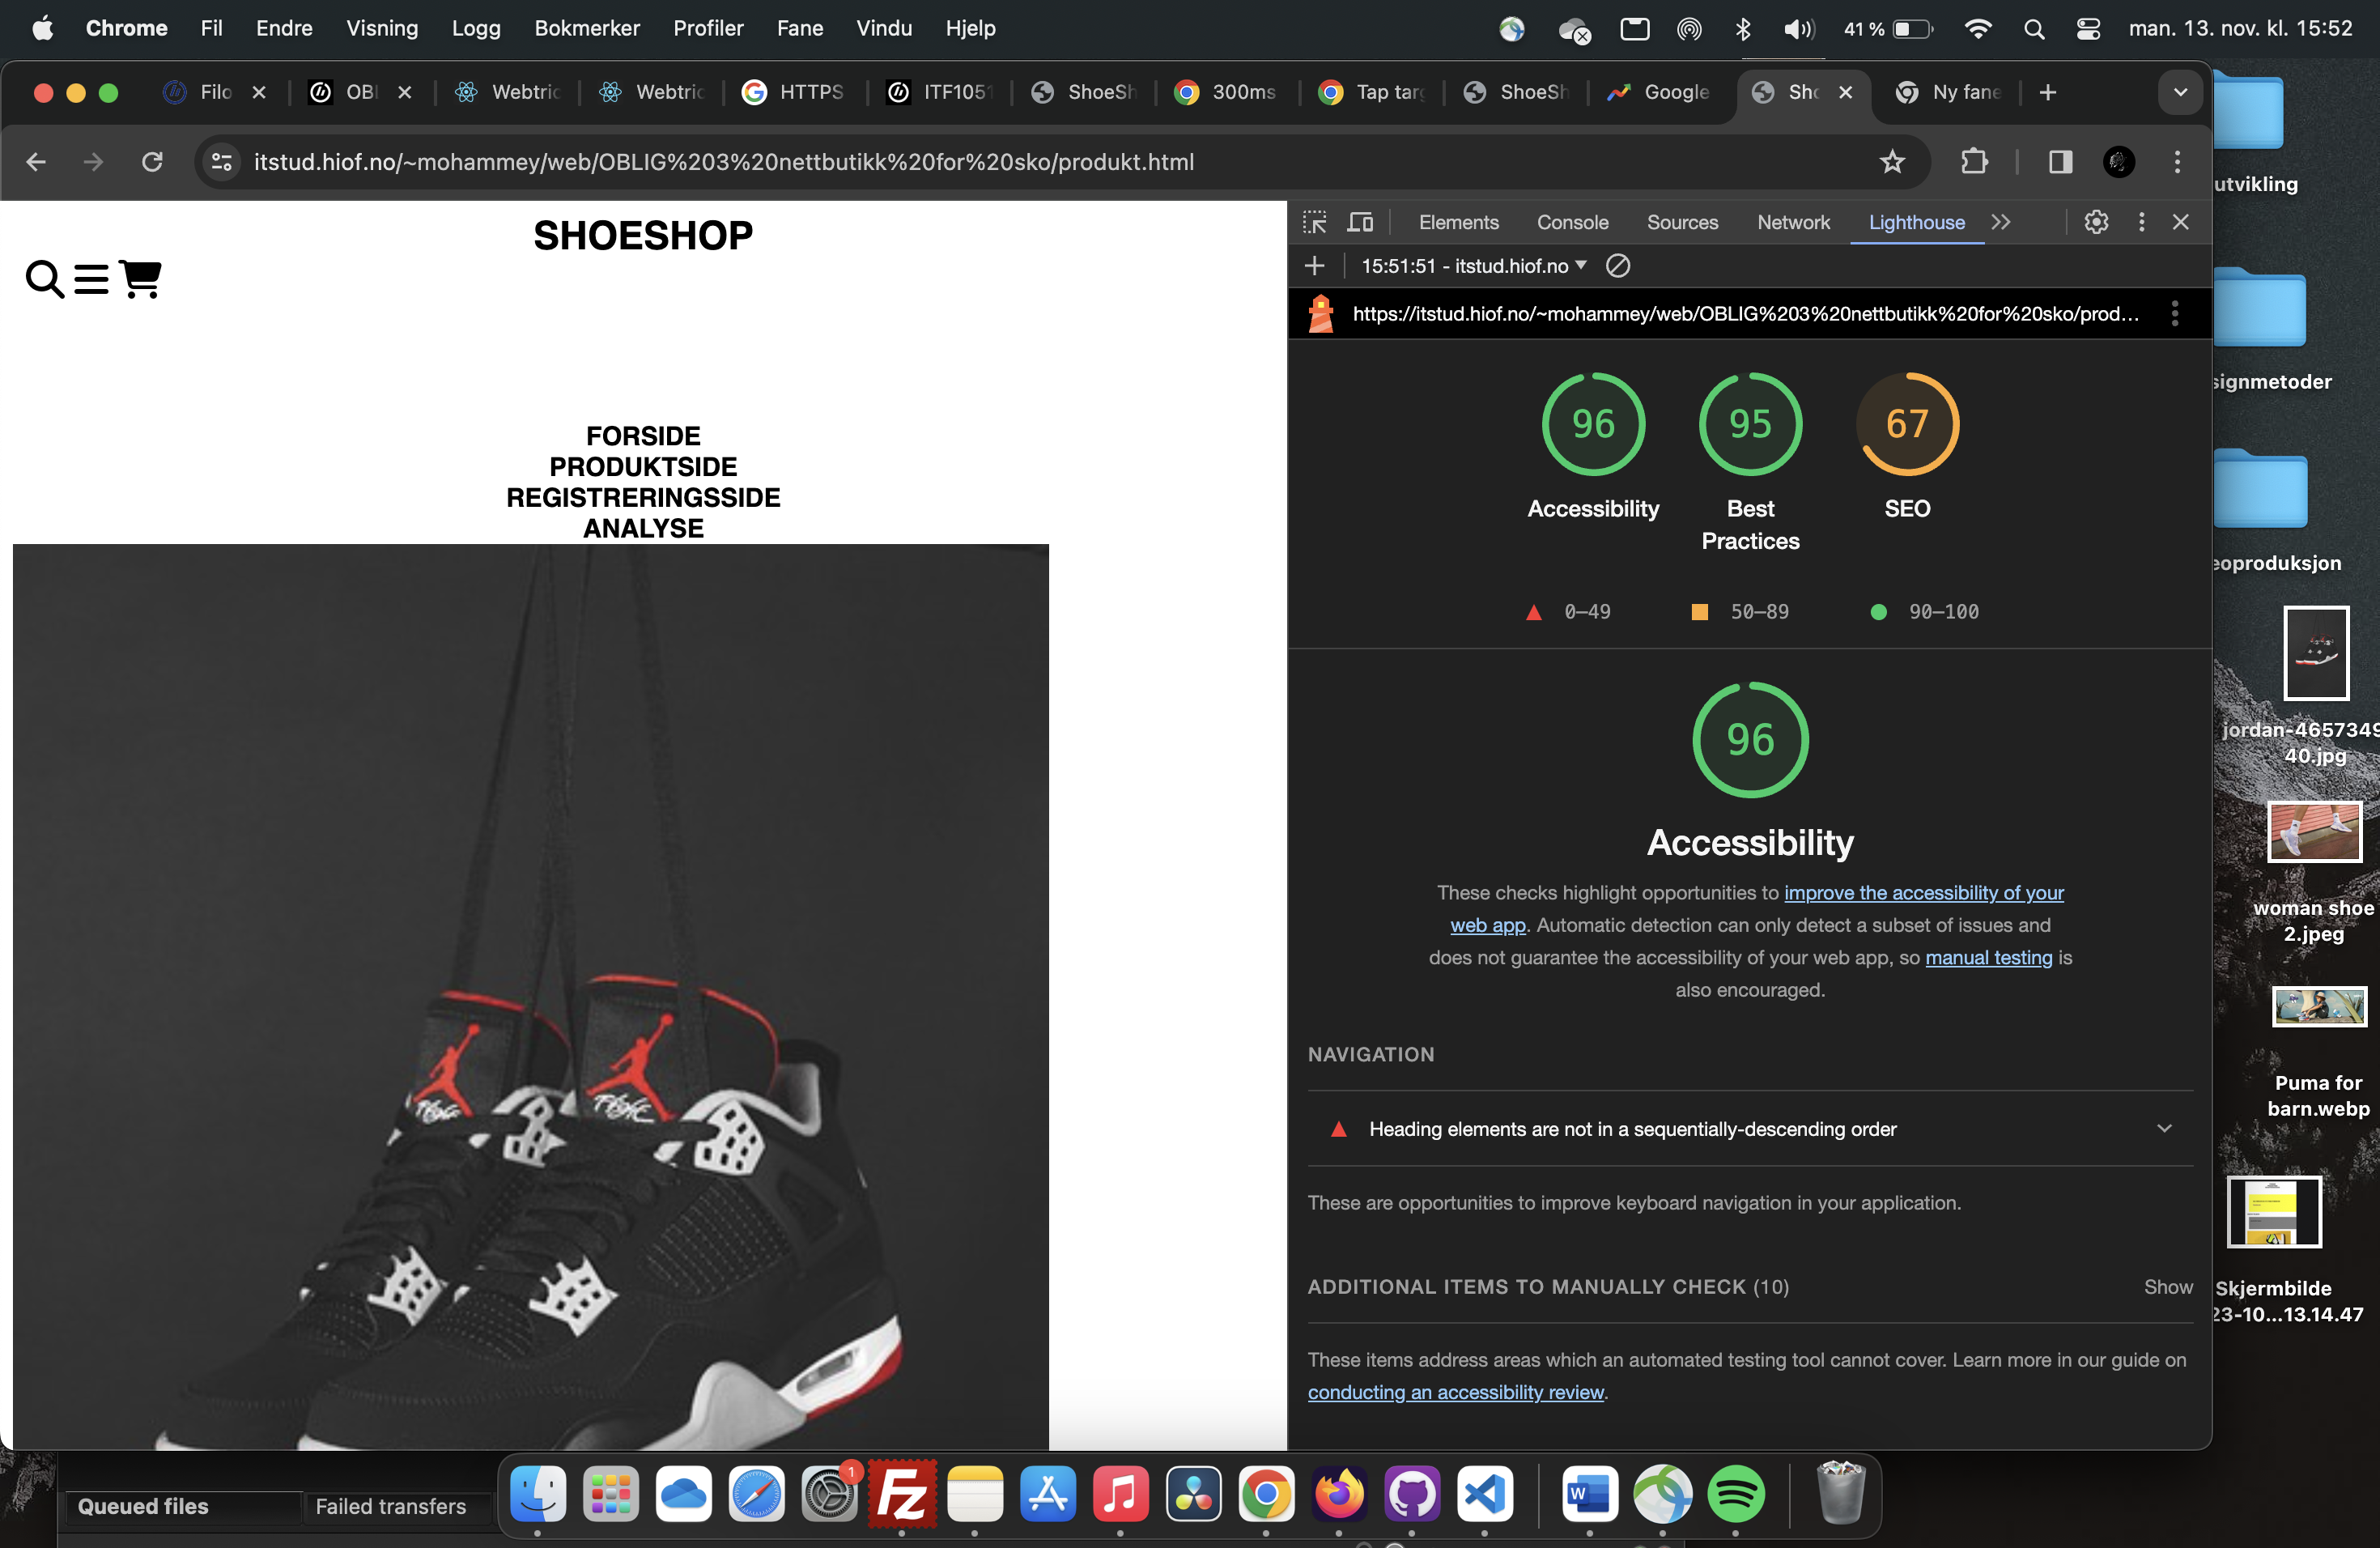 Chrome Fil Endre Visning Logg Bokmerker Profiler Fane Vindu Hjelp 41 % man. 13. nov. kl. 15:52
Filo OBI Webtric Webtric HTTPS ITF1051 ShoeSh 300ms Tap targ ShoeSh Google Sho Ny fane
itstud.hiof.no/~mohammey/web/OBLIG%203%20nettbutikk%20for%20sko/produkt.html
SHOESHOP
FORSIDE
PRODUKTSIDE
REGISTRERINGSSIDE
ANALYSE
Flight
Elements Console Sources Network Lighthouse
15:51:51 - itstud.hiof.no
https://itstud.hiof.no/~mohammey/web/OBLIG%203%20nettbutikk%20for%20sko/prod...
96 95 67
Accessibility Best Practices SEO
0–49 50–89 90–100
96
Accessibility
These checks highlight opportunities to improve the accessibility of your
web app. Automatic detection can only detect a subset of issues and
does not guarantee the accessibility of your web app, so manual testing is
also encouraged.
NAVIGATION
Heading elements are not in a sequentially-descending order
These are opportunities to improve keyboard navigation in your application.
ADDITIONAL ITEMS TO MANUALLY CHECK (10) Show
These items address areas which an automated testing tool cannot cover. Learn more in our guide on
conducting an accessibility review.
utvikling
signmetoder
eoproduksjon
jordan-4657349
40.jpg
woman shoe
2.jpeg
Puma for
barn.webp
Skjermbilde
23-10...13.14.47
Queued files Failed transfers
1
Fz
W